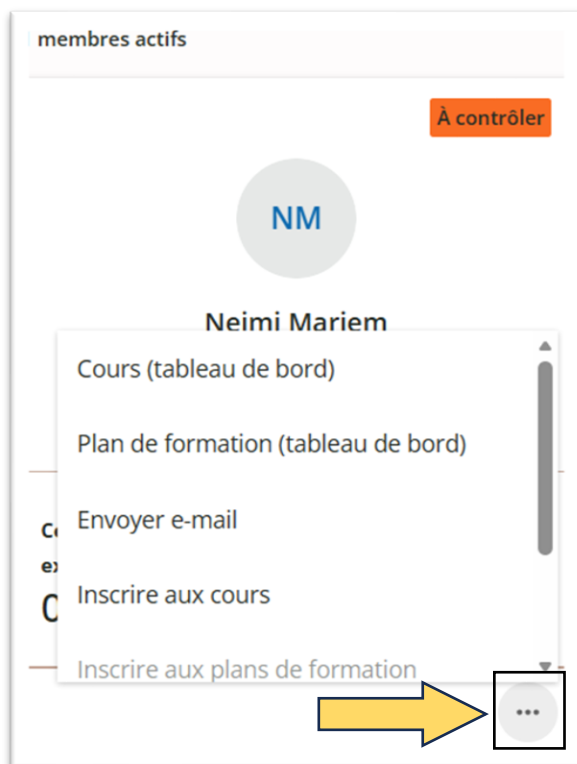 membres actifs
À contrôler
NM
Neimi Mariem
Cours (tableau de bord)
Plan de formation (tableau de bord)
Envoyer e-mail
Inscrire aux cours
0
Inscrire aux plans de formation